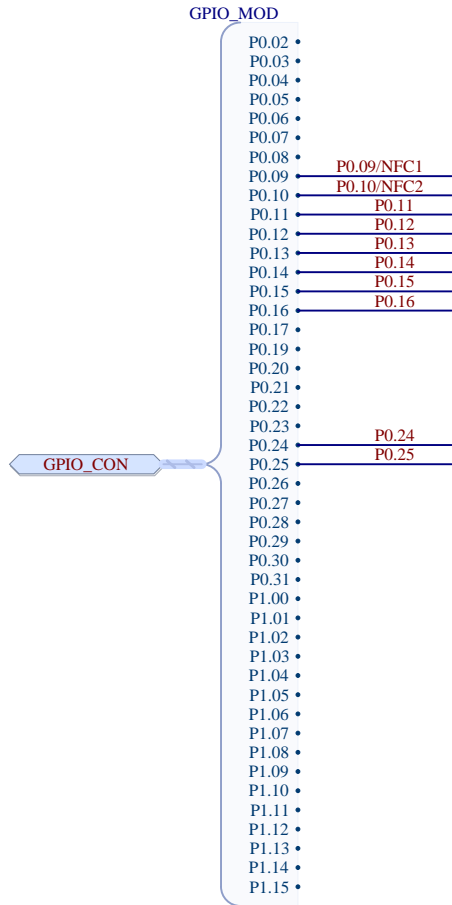 GPIO_MOD
P0.02
P0.03
P0.04
P0.05
P0.06
P0.07
P0.08
P0.09 P0.09/NFC1
P0.10 P0.10/NFC2
P0.11 P0.11
P0.12 P0.12
P0.13 P0.13
P0.14 P0.14
P0.15 P0.15
P0.16 P0.16
P0.17
P0.19
P0.20
P0.21
P0.22
P0.23
P0.24 P0.24
GPIO_CON P0.25 P0.25
P0.26
P0.27
P0.28
P0.29
P0.30
P0.31
P1.00
P1.01
P1.02
P1.03
P1.04
P1.05
P1.06
P1.07
P1.08
P1.09
P1.10
P1.11
P1.12
P1.13
P1.14
P1.15